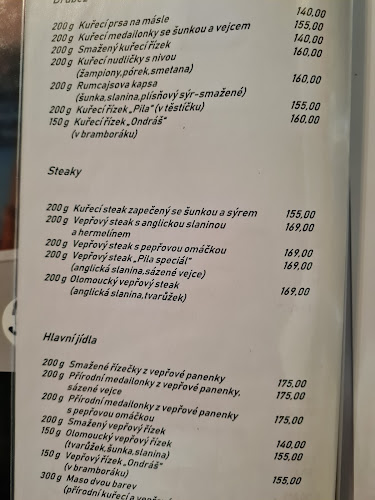 200 g Kuřecí prsa na másle 140,00
200 g Kuřecí medailonky se šunkou a vejcem 155,00
200 g Smažený kuřecí řízek 140,00
200 g Kuřecí nudličky s nivou 160,00
(žampiony,pórek,smetana)
200 g Rumcajsova kapsa 160,00
(šunka,slanina,plísňový sýr-smažené)
200 g Kuřecí řízek „Pila" (v těstíčku) 155,00
150 g Kuřecí řízek „Ondráš" 160,00
(v bramboráku)
Steaky
200 g Kuřecí steak zapečený se šunkou a sýrem 155,00
200 g Vepřový steak s anglickou slaninou 169,00
a hermelínem
200 g Vepřový steak s pepřovou omáčkou 169,00
200 g Vepřový steak „Pila speciál" 169,00
(anglická slanina,sázené vejce)
200 g Olomoucký vepřový steak 169,00
(anglická slanina,tvarůžek)
Hlavní jídla
200 g Smažené řízečky z vepřové panenky 175,00
200 g Přírodní medailonky z vepřové panenky, 175,00
sázené vejce
200 g Přírodní medailonky z vepřové panenky
s pepřovou omáčkou 175,00
200 g Smažený vepřový řízek 140,00
150 g Olomoucký vepřový řízek 155,00
(tvarůžek,šunka,slanina)
150 g Vepřový řízek „Ondráš"
(v bramboráku) 155,00
300 g Maso dvou barev
(přírodní kuřecí a